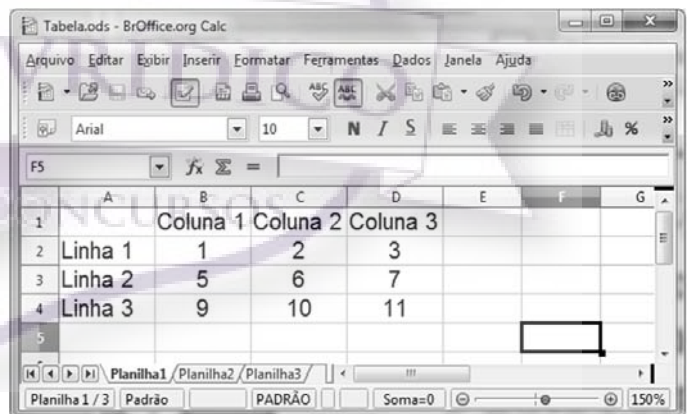 Tabela.ods - BrOffice.org Calc
Arquivo Editar Exibir Inserir Formatar Ferramentas Dados Janela Ajuda
Arial 10 N I S %
F5 =
A B C D E F G
1 Coluna 1 Coluna 2 Coluna 3
2 Linha 1 1 2 3
3 Linha 2 5 6 7
4 Linha 3 9 10 11
5
Planilha1 Planilha2 Planilha3
Planilha 1 / 3 Padrão PADRÃO Soma=0 150%
CONCURSOS